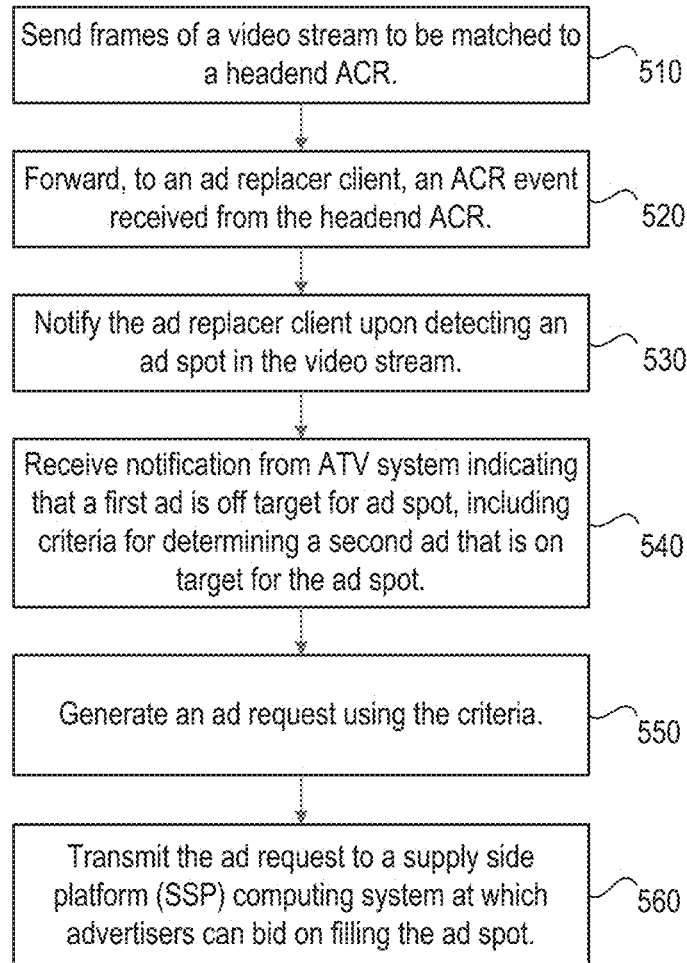 Send frames of a video stream to be matched to
a headend ACR.
510
Forward, to an ad replacer client, an ACR event
received from the headend ACR.
520
Notify the ad replacer client upon detecting an
ad spot in the video stream.
530
Receive notification from ATV system indicating
that a first ad is off target for ad spot, including
criteria for determining a second ad that is on
target for the ad spot.
540
Generate an ad request using the criteria.
550
Transmit the ad request to a supply side
platform (SSP) computing system at which
advertisers can bid on filling the ad spot.
560